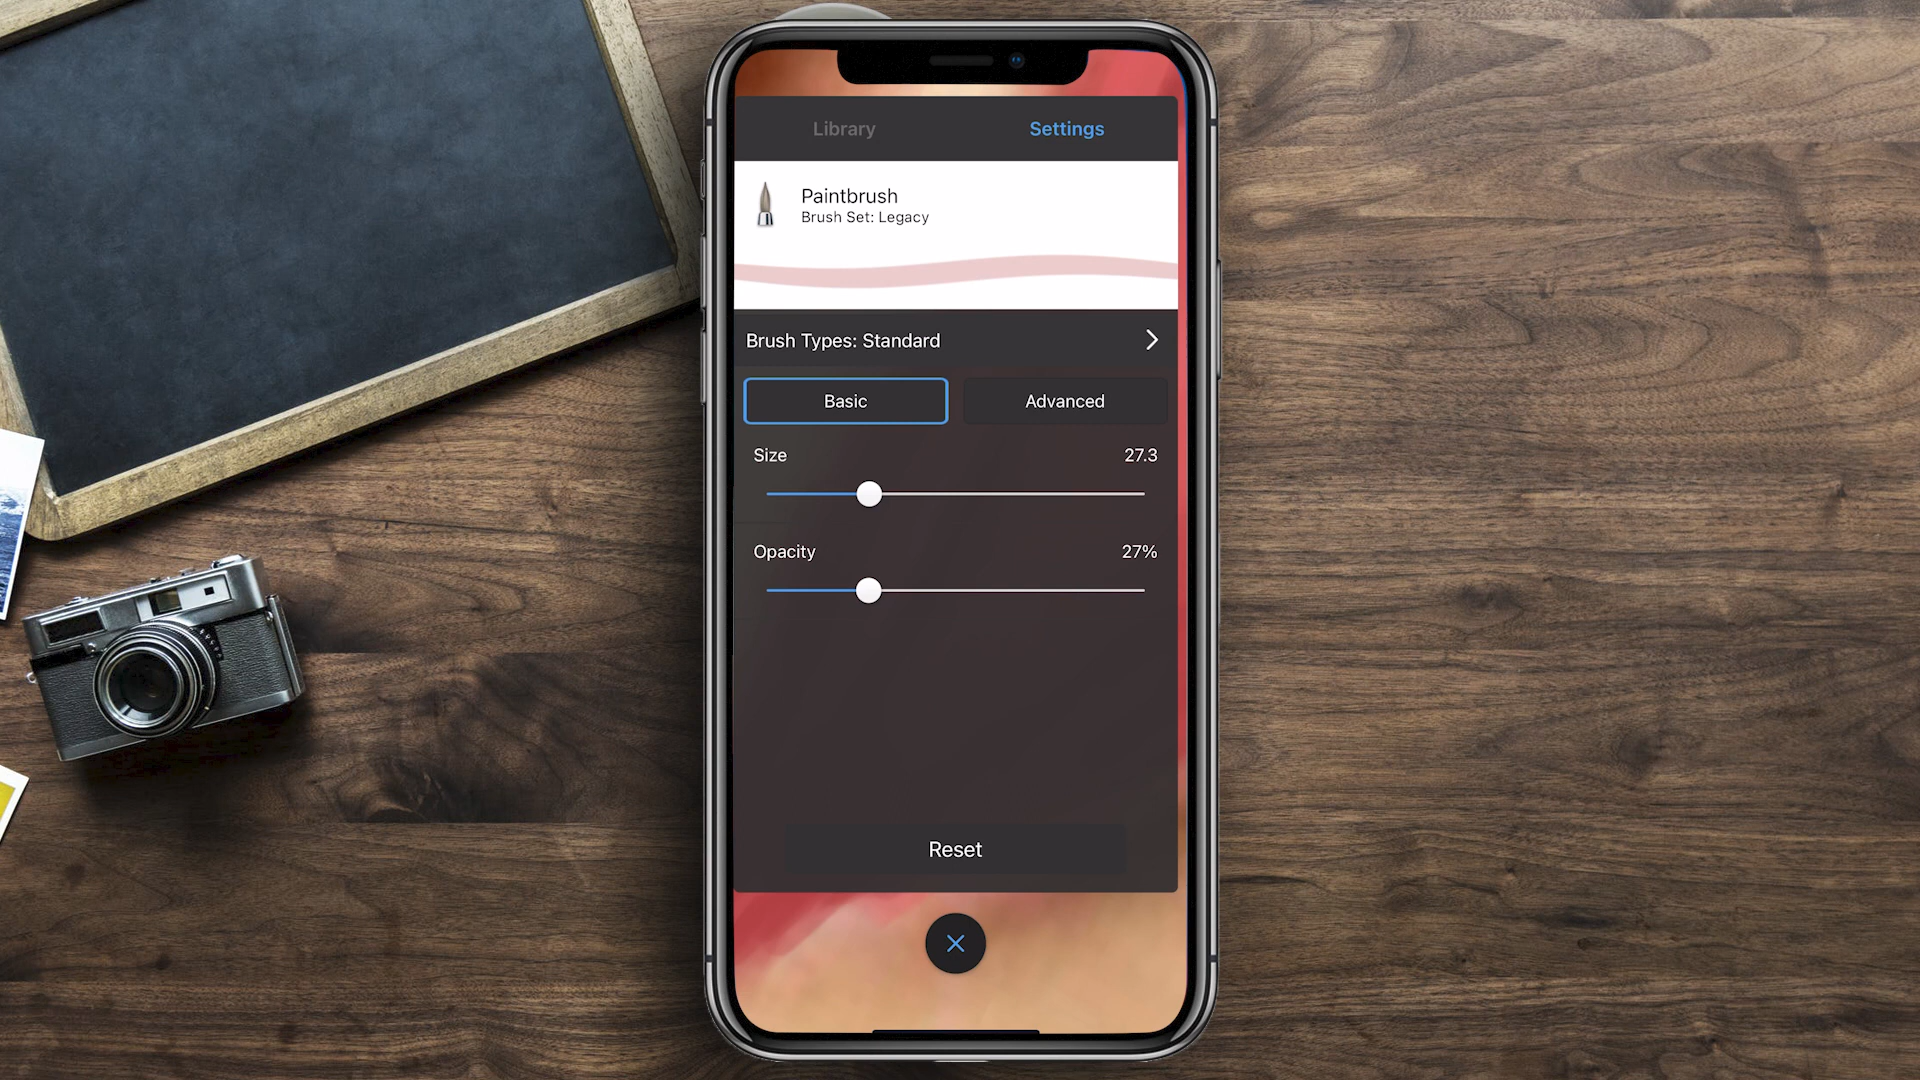 Library
Settings
Paintbrush
Brush Set: Legacy
Brush Types: Standard
Basic
Advanced
Size
27.3
Opacity
27%
Reset